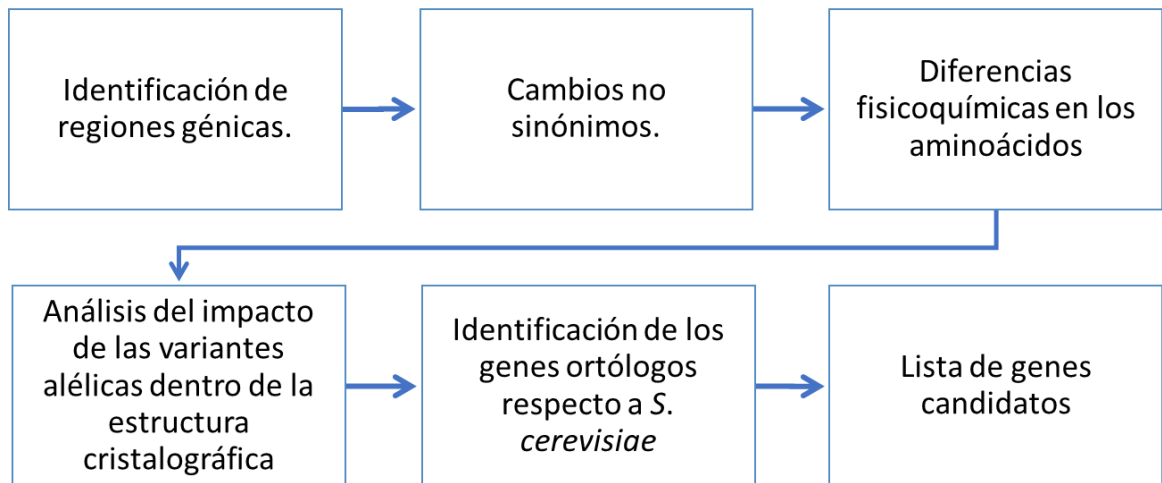 Identificación de
regiones génicas.
Cambios no
sinónimos.
Diferencias
fisicoquímicas en los
aminoácidos
Análisis del impacto
de las variantes
alélicas dentro de la
estructura
cristalográfica
Identificación de los
genes ortólogos
respecto a S.
cerevisiae
Lista de genes
candidatos